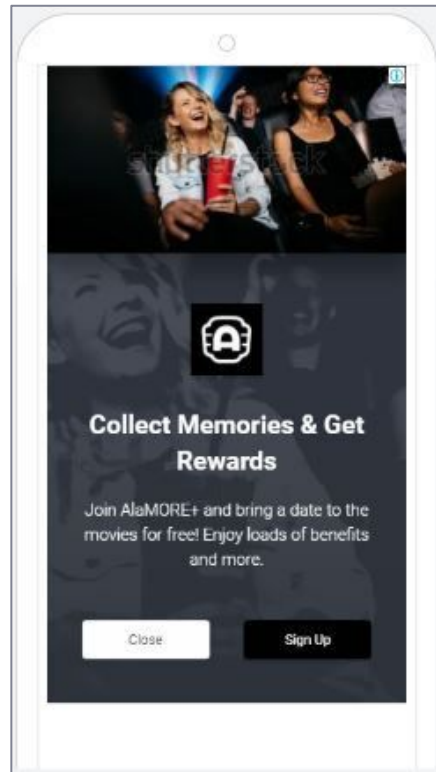 shutterstock
A
Collect Memories & Get
Rewards
Join AlaMORE+ and bring a date to the
movies for free! Enjoy loads of benefits
and more.
Close
Sign Up